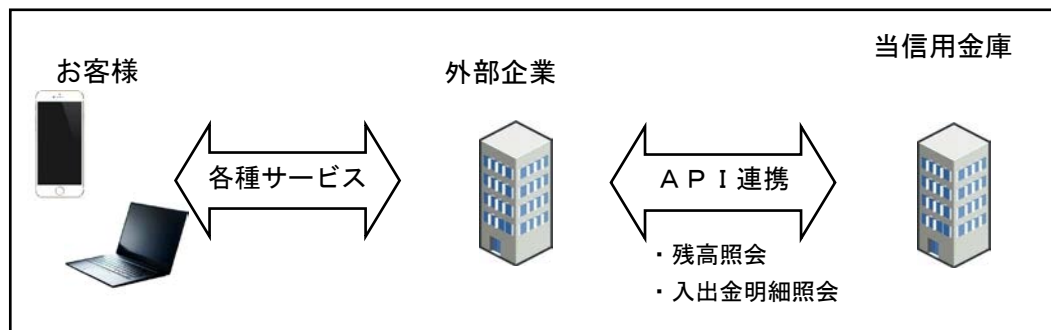 お客様
外部企業
当信用金庫
各種サービス
ＡＰＩ連携
・残高照会
・入出金明細照会